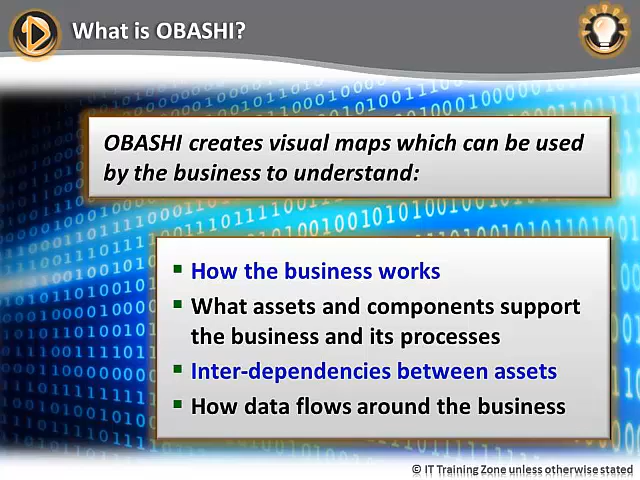 What is OBASHI?
OBASHI creates visual maps which can be used
by the business to understand:
▪ How the business works
▪ What assets and components support
the business and its processes
▪ Inter-dependencies between assets
▪ How data flows around the business
© IT Training Zone unless otherwise stated